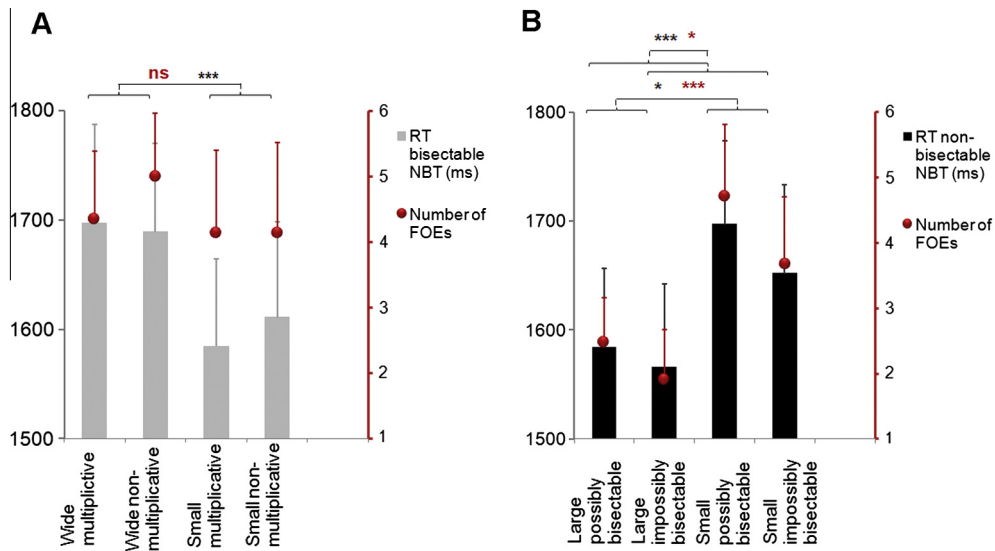 A
ns ***
1800
1700
1600
1500
6
5
4
3
2
1
RT
bisectable
NBT (ms)
Number of
FOEs
Wide
multiplictive
Wide non-
multiplicative
Small
multiplicative
Small non-
multiplicative
B
*** *
* ***
1800
1700
1600
1500
6
5
4
3
2
1
RT non-
bisectable
NBT (ms)
Number of
FOEs
Large
possibly
bisectable
Large
impossibly
bisectable
Small
possibly
bisectable
Small
impossibly
bisectable